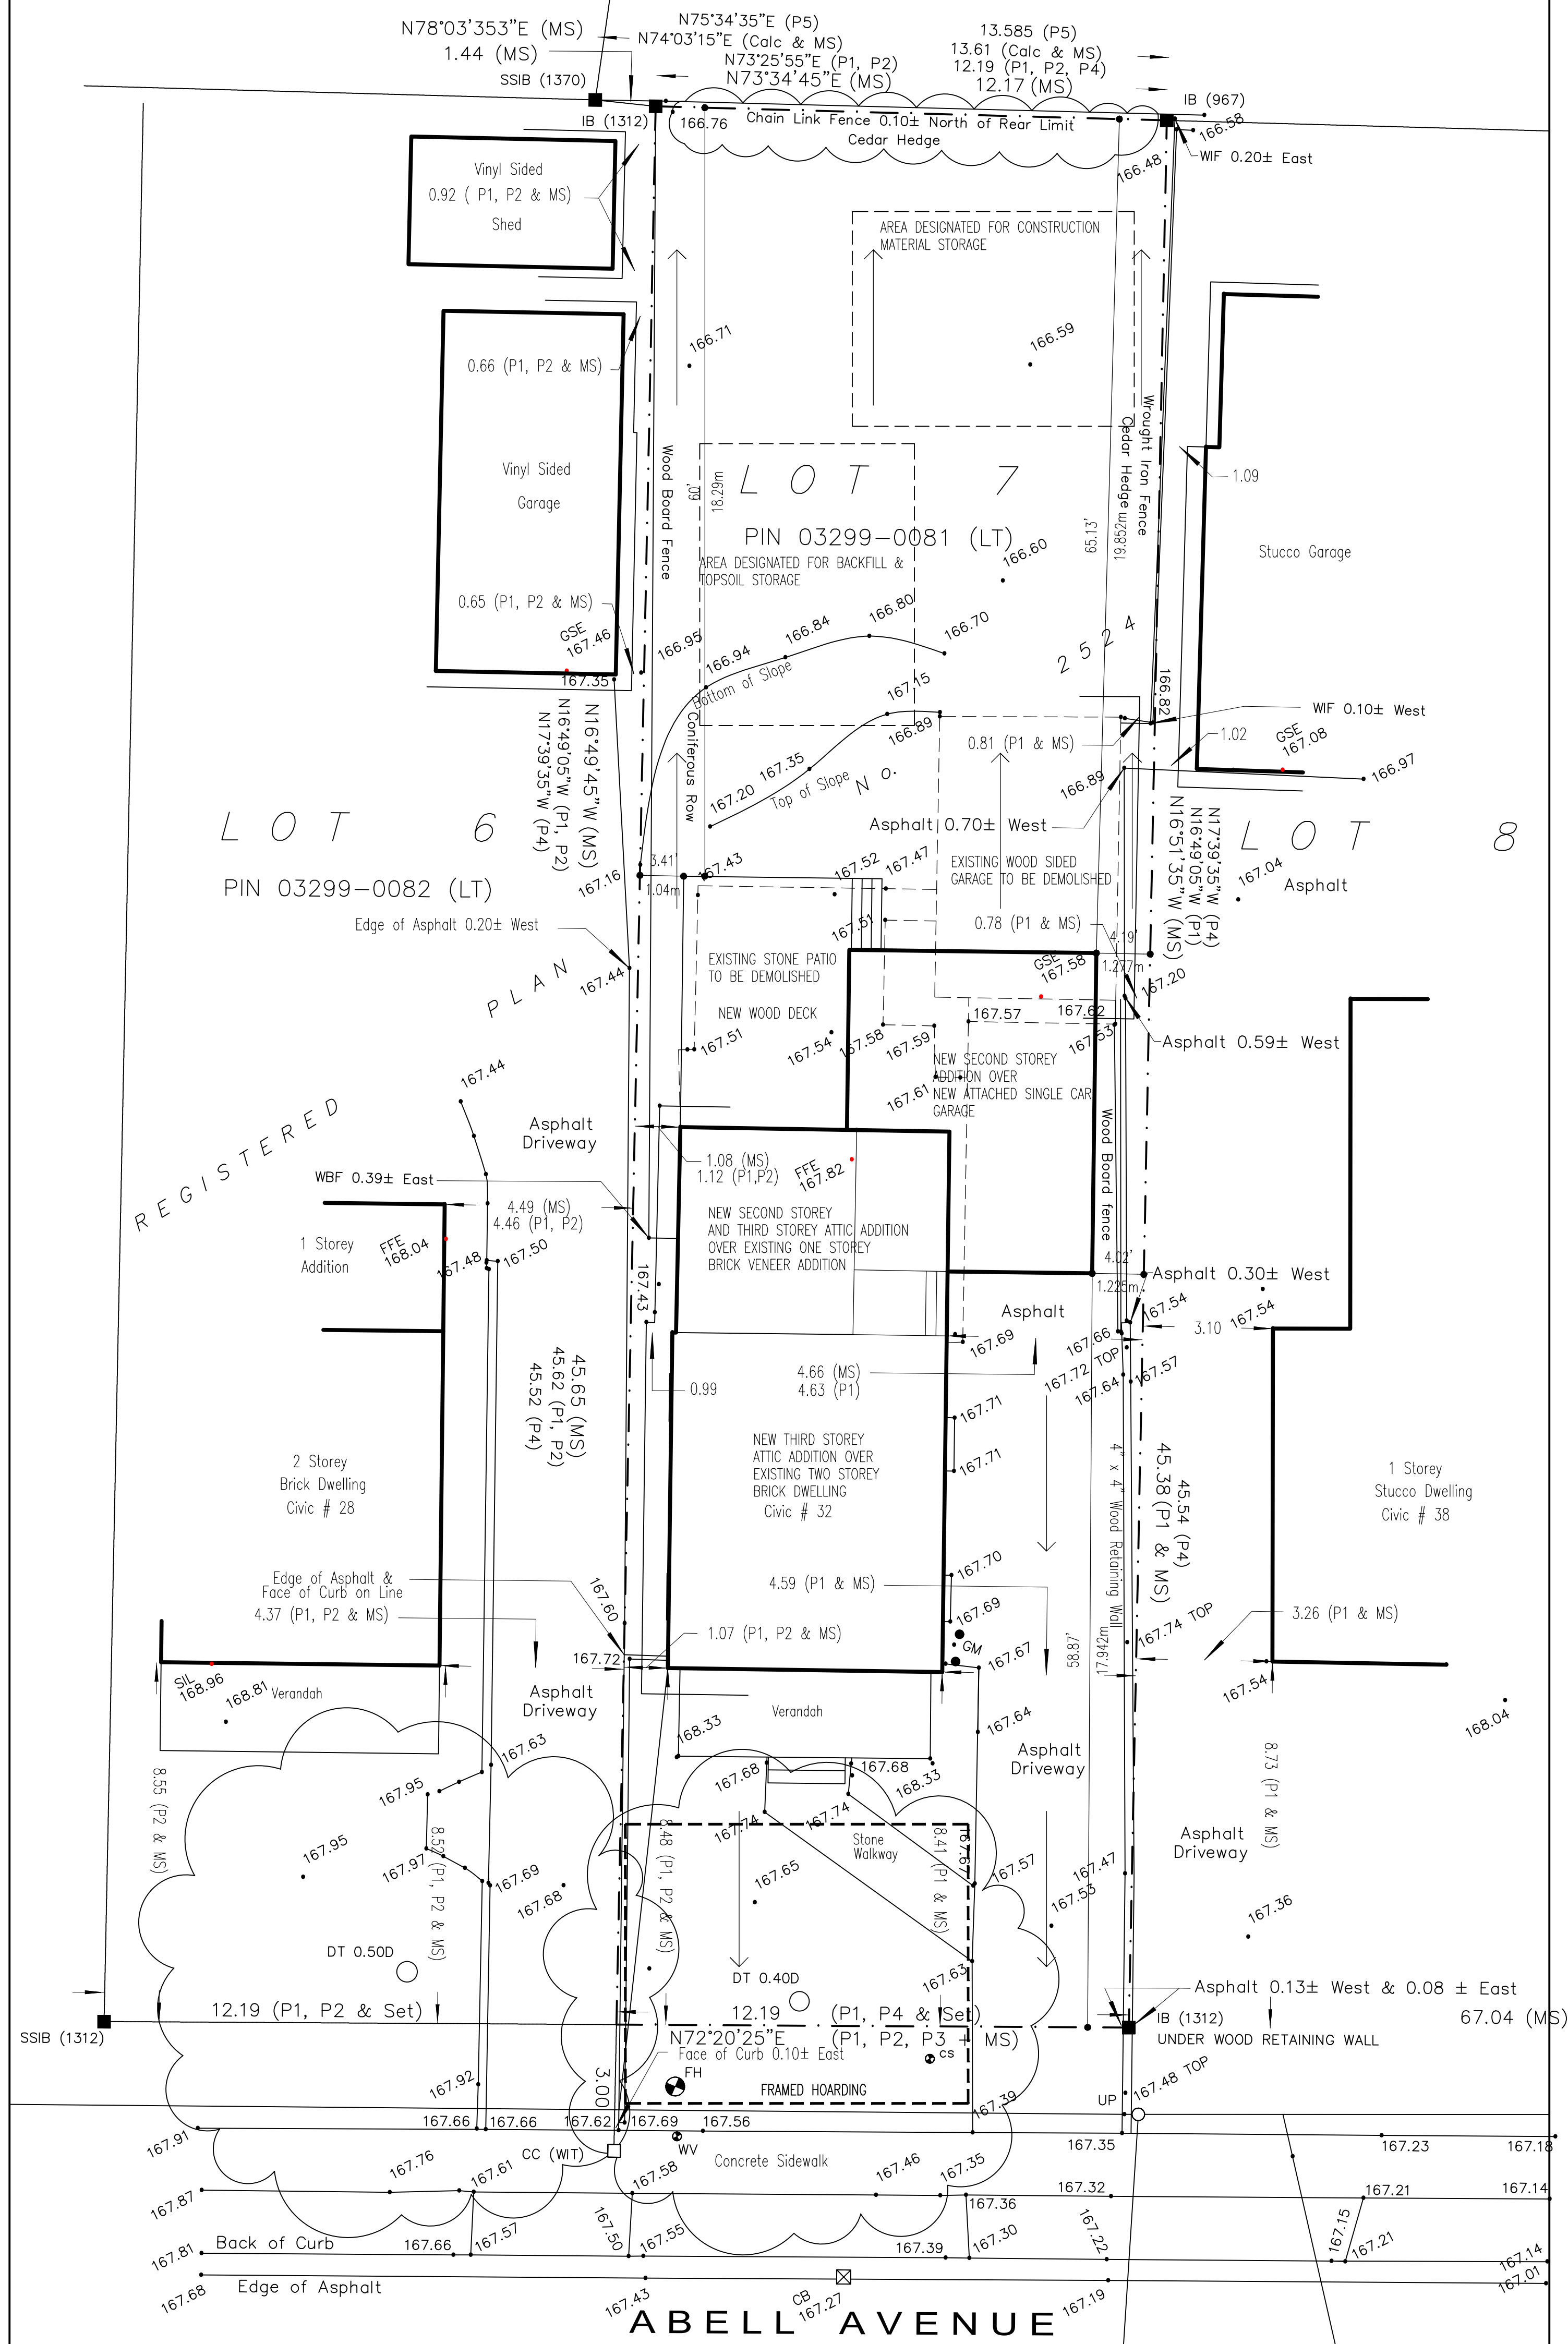 N78°03'353"E (MS)
1.44 (MS)
N75°34'35"E (P5)
N74°03'15"E (Calc & MS)
N73°25'55"E (P1, P2)
N73°34'45"E (MS)
13.585 (P5)
13.61 (Calc & MS)
12.19 (P1, P2, P4)
12.17 (MS)
SSIB (1370)
IB (1312)
IB (967)
166.76
Chain Link Fence 0.10± North of Rear Limit
Cedar Hedge
166.58
WIF 0.20± East
166.48
Vinyl Sided
0.92 ( P1, P2 & MS)
Shed
AREA DESIGNATED FOR CONSTRUCTION
MATERIAL STORAGE
166.71
166.59
0.66 (P1, P2 & MS)
Vinyl Sided
Garage
Wood Board Fence
60'
18.29m
LOT 7
PIN 03299-0081 (LT)
AREA DESIGNATED FOR BACKFILL &
TOPSOIL STORAGE
65.13'
19.852m
Cedar Hedge
Wrought Iron Fence
1.09
Stucco Garage
166.60
0.65 (P1, P2 & MS)
GSE
167.46
167.35
166.95
166.94
166.84
166.80
166.70
Bottom of Slope
2524
167.15
166.89
166.82
WIF 0.10± West
0.81 (P1 & MS)
1.02
GSE
167.08
166.97
N16°49'45"W (MS)
N16°49'05"W (P1, P2)
N17°39'35"W (P4)
Coniferous Row
167.20
167.35
Top of Slope
No.
166.89
Asphalt 0.70± West
N17°39'35"W (P4)
N16°49'05"W (P1)
N16°51'35"W (MS)
LOT 6
PIN 03299-0082 (LT)
LOT 8
Asphalt
167.04
167.16
3.41'
1.04m
167.43
167.52
167.47
EXISTING WOOD SIDED
GARAGE TO BE DEMOLISHED
Edge of Asphalt 0.20± West
167.51
0.78 (P1 & MS)
4.19'
1.277m
167.44
EXISTING STONE PATIO
TO BE DEMOLISHED
NEW WOOD DECK
GSE
167.58
167.20
PLAN
167.51
167.54
167.58
167.59
167.57
167.62
167.53
Asphalt 0.59± West
167.44
167.61
NEW SECOND STOREY
ADDITION OVER
NEW ATTACHED SINGLE CAR
GARAGE
REGISTERED
Asphalt
Driveway
WBF 0.39± East
1.08 (MS)
1.12 (P1,P2)
FFE
167.82
Wood Board fence
4.49 (MS)
4.46 (P1, P2)
NEW SECOND STOREY
AND THIRD STOREY ATTIC ADDITION
OVER EXISTING ONE STOREY
BRICK VENEER ADDITION
1 Storey
Addition
FFE
168.04
167.48
167.50
167.43
4.02'
1.225m
Asphalt 0.30± West
Asphalt
167.54
3.10
167.54
167.69
167.66
167.72 TOP
167.64
167.57
45.65 (MS)
45.62 (P1, P2)
45.52 (P4)
0.99
4.66 (MS)
4.63 (P1)
167.71
167.71
NEW THIRD STOREY
ATTIC ADDITION OVER
EXISTING TWO STOREY
BRICK DWELLING
Civic # 32
2 Storey
Brick Dwelling
Civic # 28
4" x 4" Wood Retaining Wall
45.54 (P4)
45.38 (P1 & MS)
1 Storey
Stucco Dwelling
Civic # 38
Edge of Asphalt &
Face of Curb on Line
4.37 (P1, P2 & MS)
167.60
4.59 (P1 & MS)
167.70
167.69
1.07 (P1, P2 & MS)
167.72
GM
167.67
58.87'
17.942m
167.74 TOP
3.26 (P1 & MS)
SIL
168.96
168.81
Verandah
Asphalt
Driveway
Verandah
168.33
167.64
167.54
168.04
Asphalt
Driveway
167.63
167.95
167.68
167.68
168.33
8.55 (P2 & MS)
8.73 (P1 & MS)
167.74
167.74
Stone
Walkway
8.52 (P1, P2 & MS)
8.48 (P1, P2 & MS)
8.41 (P1 & MS)
167.67
Asphalt
Driveway
167.95
167.97
167.69
167.68
167.65
167.57
167.47
167.53
167.36
DT 0.50D
DT 0.40D
167.63
Asphalt 0.13± West & 0.08 ± East
12.19 (P1, P2 & Set)
12.19 (P1, P4 & Set)
N72°20'25"E (P1, P2, P3 + MS)
SSIB (1312)
IB (1312)
UNDER WOOD RETAINING WALL
67.04 (MS)
Face of Curb 0.10± East
CS
3.00
FH
FRAMED HOARDING
167.92
167.39
UP
167.48 TOP
167.91
167.66
167.66
167.62
167.69
167.56
167.35
167.23
167.18
CC (WIT)
WV
Concrete Sidewalk
167.76
167.61
167.58
167.46
167.35
167.87
167.36
167.32
167.21
167.14
167.81
Back of Curb
167.66
167.57
167.50
167.55
167.39
167.30
167.22
167.15
167.21
167.14
167.68
Edge of Asphalt
167.43
CB
167.27
167.19
167.01
ABELL AVENUE